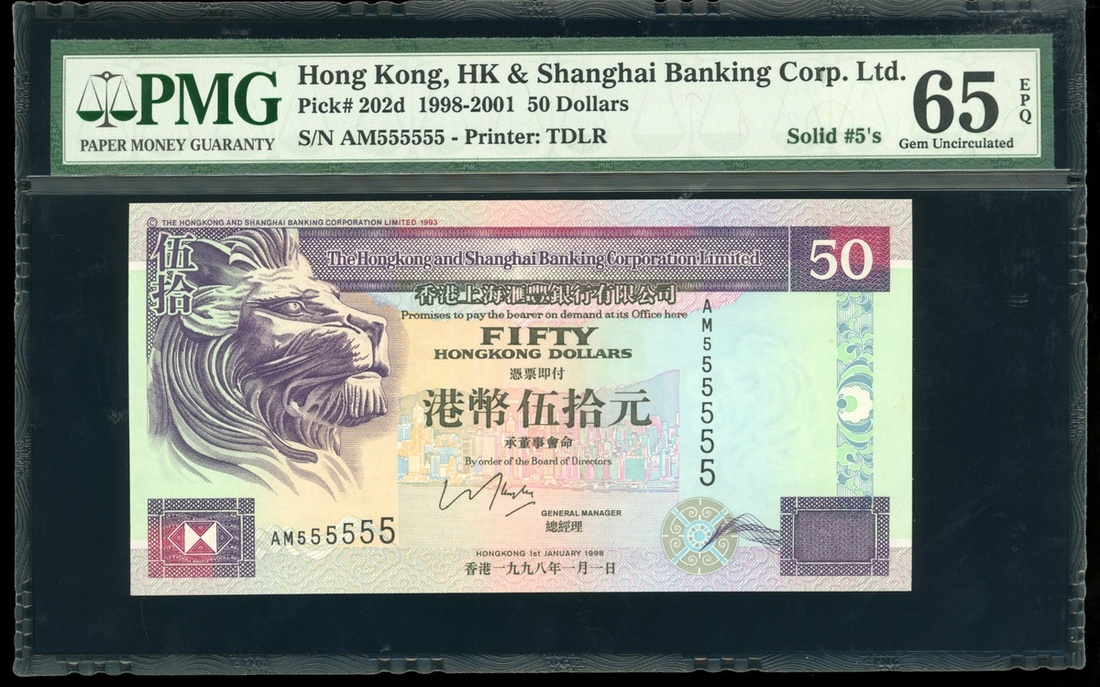 PMG
PAPER MONEY GUARANTY
Hong Kong, HK & Shanghai Banking Corp. Ltd.
Pick# 202d 1998-2001 50 Dollars
S/N AM555555 - Printer: TDLR
Solid #5's
65 EPQ
Gem Uncirculated
© THE HONGKONG AND SHANGHAI BANKING CORPORATION LIMITED 1993
伍拾
The Hongkong and Shanghai Banking Corporation Limited
50
香港上海滙豐銀行有限公司
Promises to pay the bearer on demand at its Office here
FIFTY
HONGKONG DOLLARS
憑票即付
港幣伍拾元
承董事會命
By order of the Board of Directors
AM555555
GENERAL MANAGER
總經理
AM555555
HONGKONG 1st JANUARY 1998
香港一九九八年一月一日